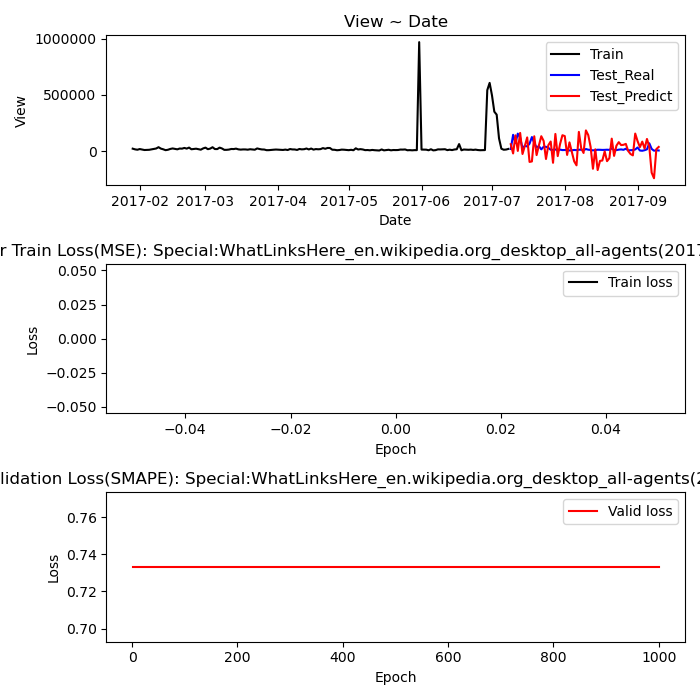 View ~ Date
1000000
500000
0
View
Train
Test_Real
Test_Predict
2017-02 2017-03 2017-04 2017-05 2017-06 2017-07 2017-08 2017-09
Date
r Train Loss(MSE): Special:WhatLinksHere_en.wikipedia.org_desktop_all-agents(2017
0.050
0.025
0.000
−0.025
−0.050
Loss
Train loss
−0.04 −0.02 0.00 0.02 0.04
Epoch
lidation Loss(SMAPE): Special:WhatLinksHere_en.wikipedia.org_desktop_all-agents(2
0.76
0.74
0.72
0.70
Loss
Valid loss
0 200 400 600 800 1000
Epoch